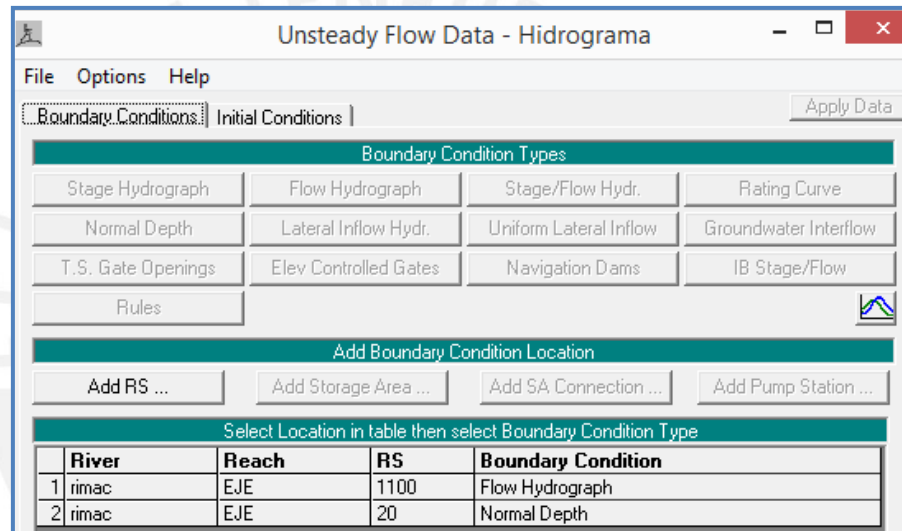 Unsteady Flow Data - Hidrograma
File Options Help
Boundary Conditions Initial Conditions Apply Data
Boundary Condition Types
Stage Hydrograph Flow Hydrograph Stage/Flow Hydr. Rating Curve
Normal Depth Lateral Inflow Hydr. Uniform Lateral Inflow Groundwater Interflow
T.S. Gate Openings Elev Controlled Gates Navigation Dams IB Stage/Flow
Rules
Add Boundary Condition Location
Add RS ... Add Storage Area ... Add SA Connection ... Add Pump Station ...
Select Location in table then select Boundary Condition Type
River Reach RS Boundary Condition
1 rimac EJE 1100 Flow Hydrograph
2 rimac EJE 20 Normal Depth